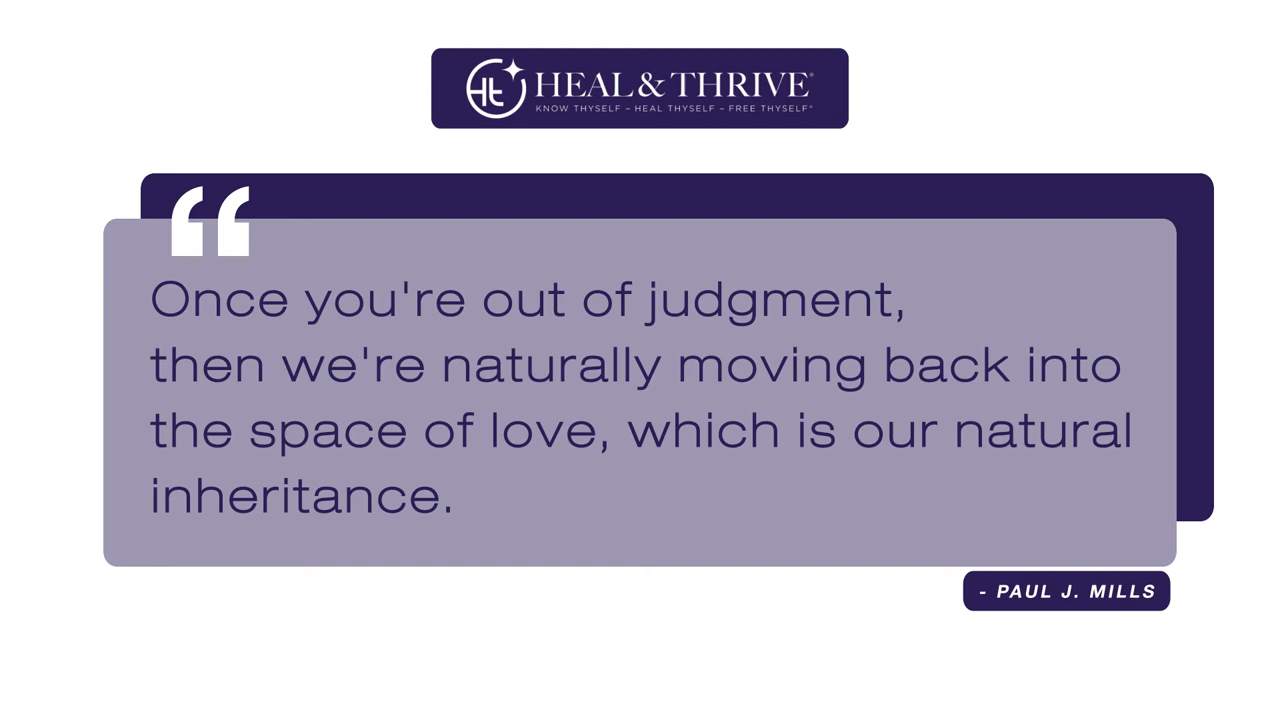 HEAL & THRIVE®
KNOW THYSELF – HEAL THYSELF – FREE THYSELF®
“
Once you're out of judgment,
then we're naturally moving back into
the space of love, which is our natural
inheritance.
- PAUL J. MILLS